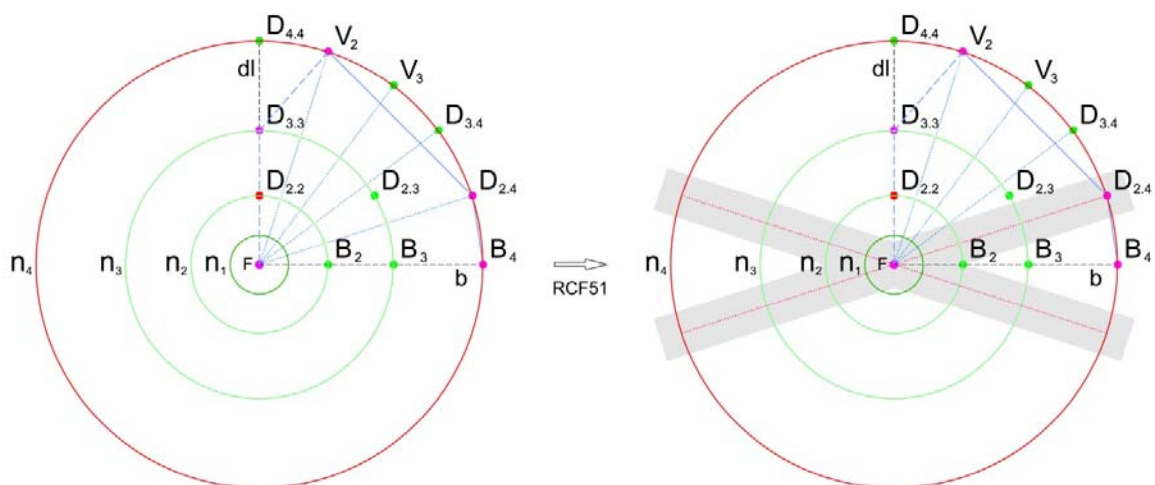 D4.4 V2 D4.4 V2
dl V3 dl V3
D3.3 D3.4 D3.3 D3.4
D2.2 D2.3 D2.4 D2.2 D2.3 D2.4
n4 n3 n2 n1 F B2 B3 b B4 n4 n3 n2 n1 F B2 B3 b B4
RCF51